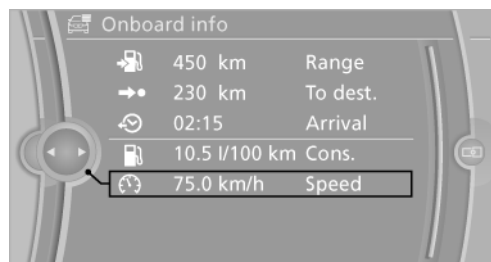 Onboard info
450 km Range
230 km To dest.
02:15 Arrival
10.5 l/100 km Cons.
75.0 km/h Speed